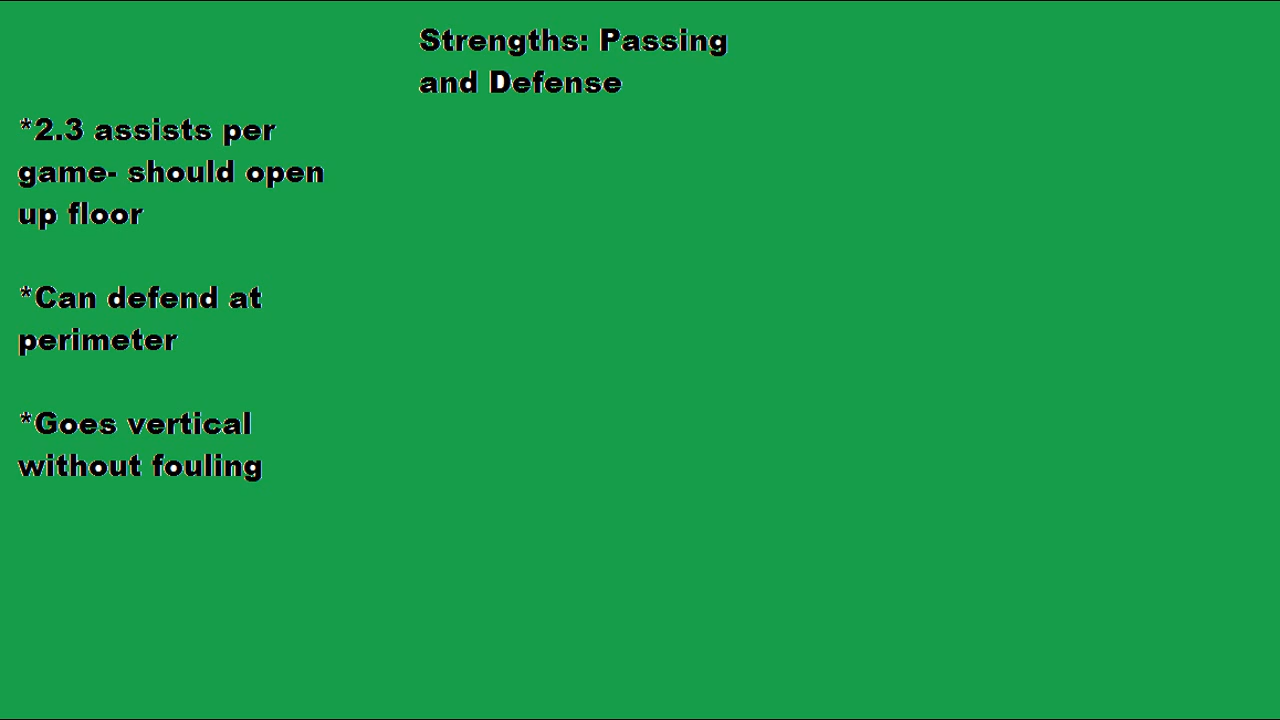 Strengths: Passing
and Defense
*2.3 assists per
game- should open
up floor
*Can defend at
perimeter
*Goes vertical
without fouling